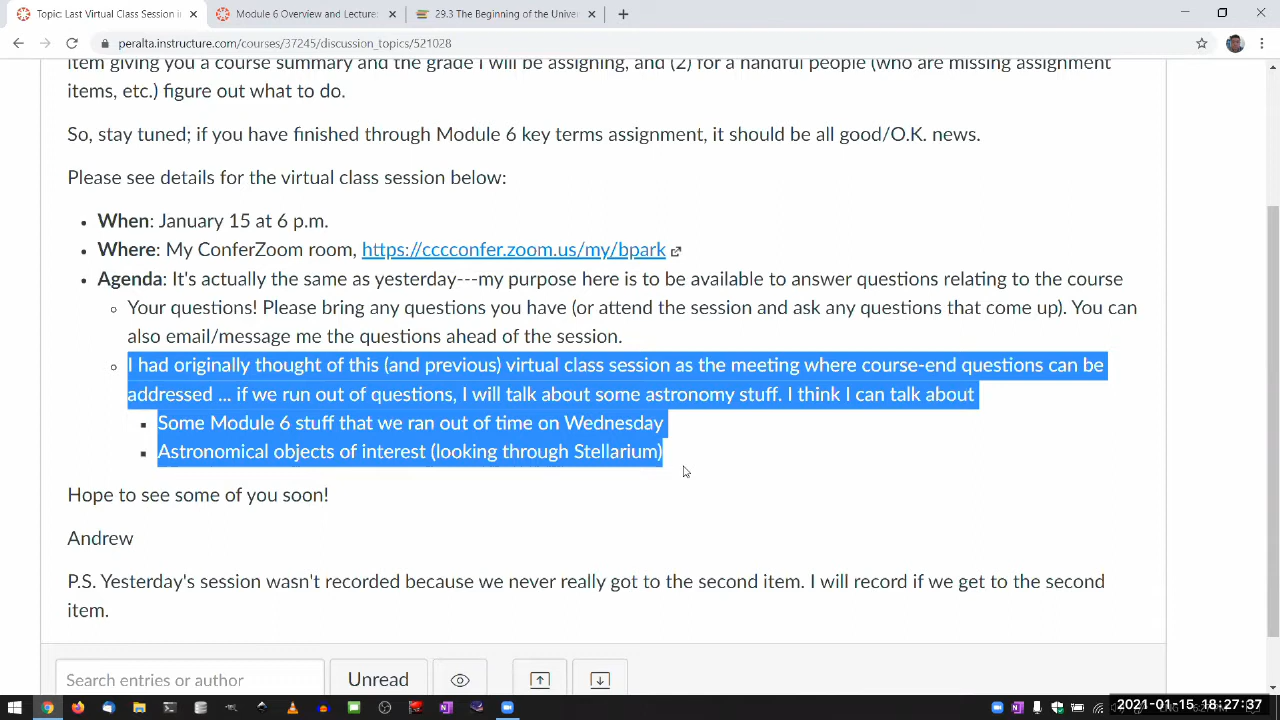 Topic: Last Virtual Class Session i
Module 6 Overview and Lecture
29.3 The Beginning of the Unive
peralta.instructure.com/courses/37245/discussion_topics/521028
item giving you a course summary and the grade I will be assigning, and (2) for a handful people (who are missing assignment
items, etc.) figure out what to do.
So, stay tuned; if you have finished through Module 6 key terms assignment, it should be all good/O.K. news.
Please see details for the virtual class session below:
When: January 15 at 6 p.m.
Where: My ConferZoom room, https://cccconfer.zoom.us/my/bpark
Agenda: It's actually the same as yesterday---my purpose here is to be available to answer questions relating to the course
Your questions! Please bring any questions you have (or attend the session and ask any questions that come up). You can
also email/message me the questions ahead of the session.
I had originally thought of this (and previous) virtual class session as the meeting where course-end questions can be
addressed ... if we run out of questions, I will talk about some astronomy stuff. I think I can talk about
Some Module 6 stuff that we ran out of time on Wednesday
Astronomical objects of interest (looking through Stellarium)
Hope to see some of you soon!
Andrew
P.S. Yesterday's session wasn't recorded because we never really got to the second item. I will record if we get to the second
item.
Search entries or author
Unread
2021-01-15 18:27:37